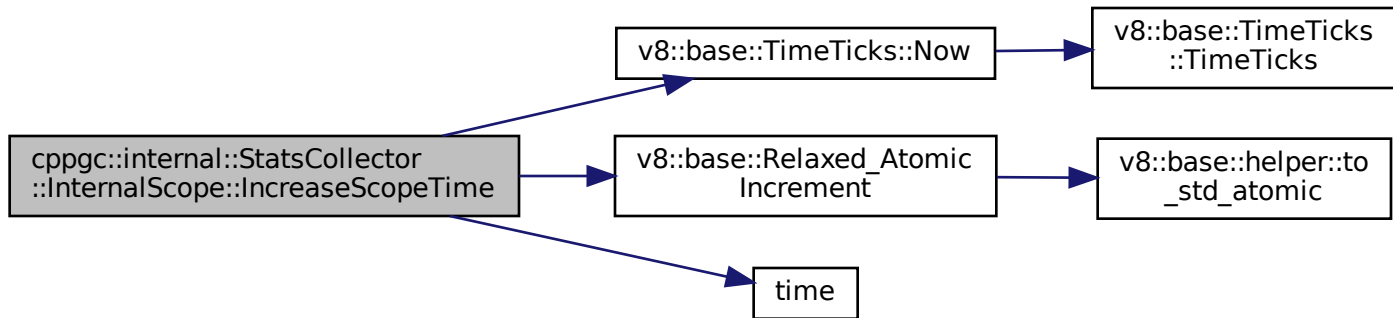 cppgc::internal::StatsCollector
::InternalScope::IncreaseScopeTime
v8::base::TimeTicks::Now
v8::base::TimeTicks
::TimeTicks
v8::base::Relaxed_Atomic
Increment
v8::base::helper::to
_std_atomic
time